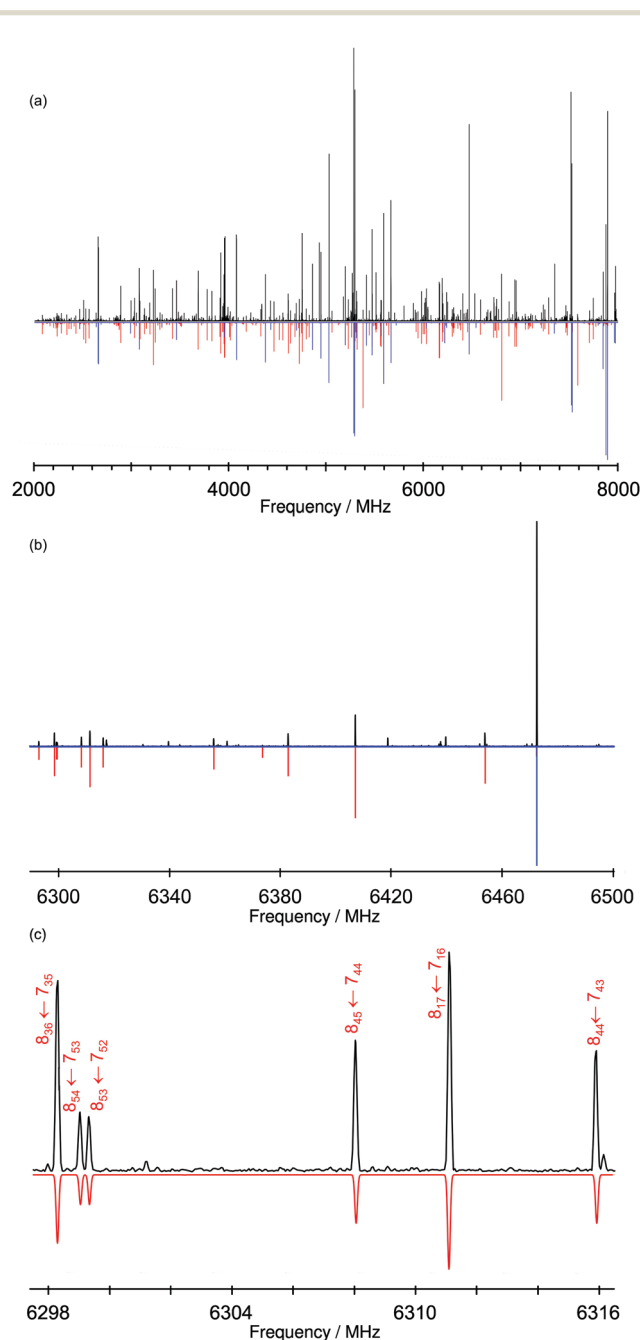 (a)
2000 4000 6000 8000
Frequency / MHz
(b)
6300 6340 6380 6420 6460 6500
Frequency / MHz
(c)
8₃₆←7₃₅
8₅₄←7₅₃
8₅₃←7₅₂
8₄₅←7₄₄
8₁₇←7₁₆
8₄₄←7₄₃
6298 6304 6310 6316
Frequency / MHz